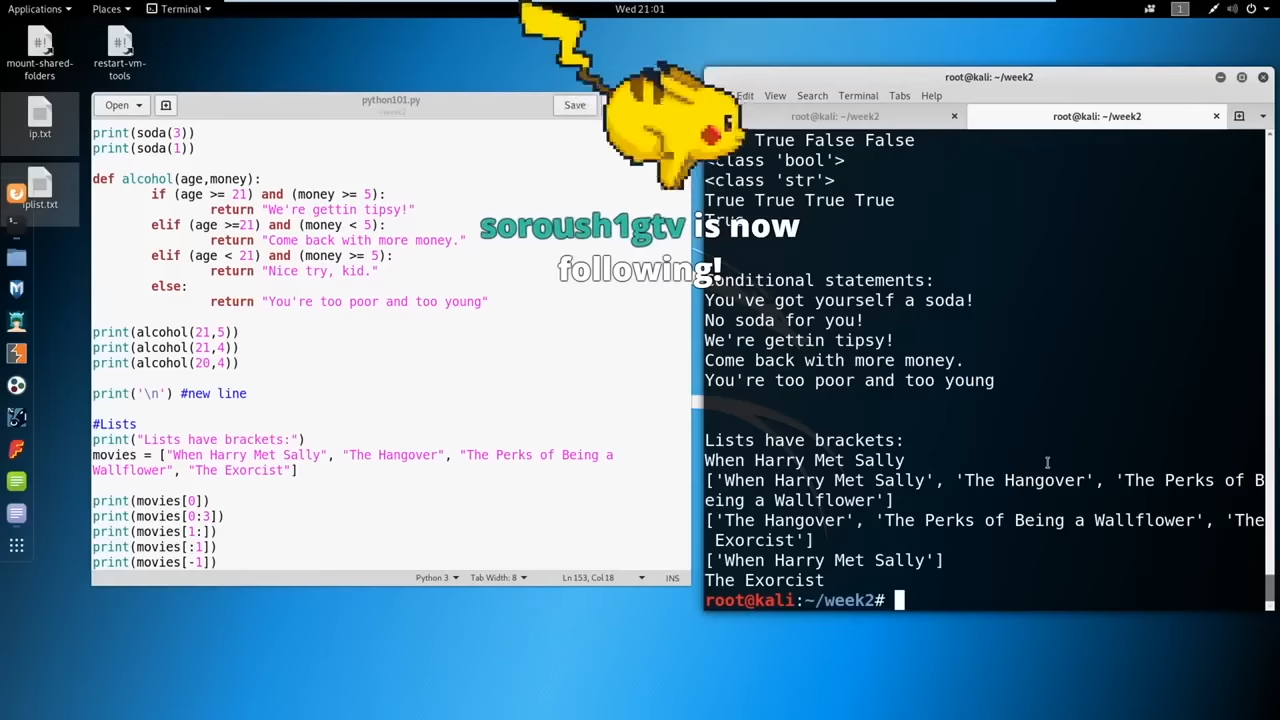 Applications
Places
Terminal
Wed 21:01
1
mount-shared-
folders
restart-vm-
tools
ip.txt
iplist.txt
Open
python101.py
~/week2
Save
print(soda(3))
print(soda(1))
def alcohol(age,money):
if (age >= 21) and (money >= 5):
return "We're gettin tipsy!"
elif (age >=21) and (money < 5):
return "Come back with more money."
elif (age < 21) and (money >= 5):
return "Nice try, kid."
else:
return "You're too poor and too young"
print(alcohol(21,5))
print(alcohol(21,4))
print(alcohol(20,4))
print('\n') #new line
#Lists
print("Lists have brackets:")
movies = ["When Harry Met Sally", "The Hangover", "The Perks of Being a
Wallflower", "The Exorcist"]
print(movies[0])
print(movies[0:3])
print(movies[1:])
print(movies[:1])
print(movies[-1])
Python 3
Tab Width: 8
Ln 153, Col 18
INS
soroush1gtv is now
following!
root@kali: ~/week2
Edit View Search Terminal Tabs Help
root@kali: ~/week2
root@kali: ~/week2
True False False
<class 'bool'>
<class 'str'>
True True True True
True
Conditional statements:
You've got yourself a soda!
No soda for you!
We're gettin tipsy!
Come back with more money.
You're too poor and too young
Lists have brackets:
When Harry Met Sally
['When Harry Met Sally', 'The Hangover', 'The Perks of B
eing a Wallflower']
['The Hangover', 'The Perks of Being a Wallflower', 'The
Exorcist']
['When Harry Met Sally']
The Exorcist
root@kali:~/week2#